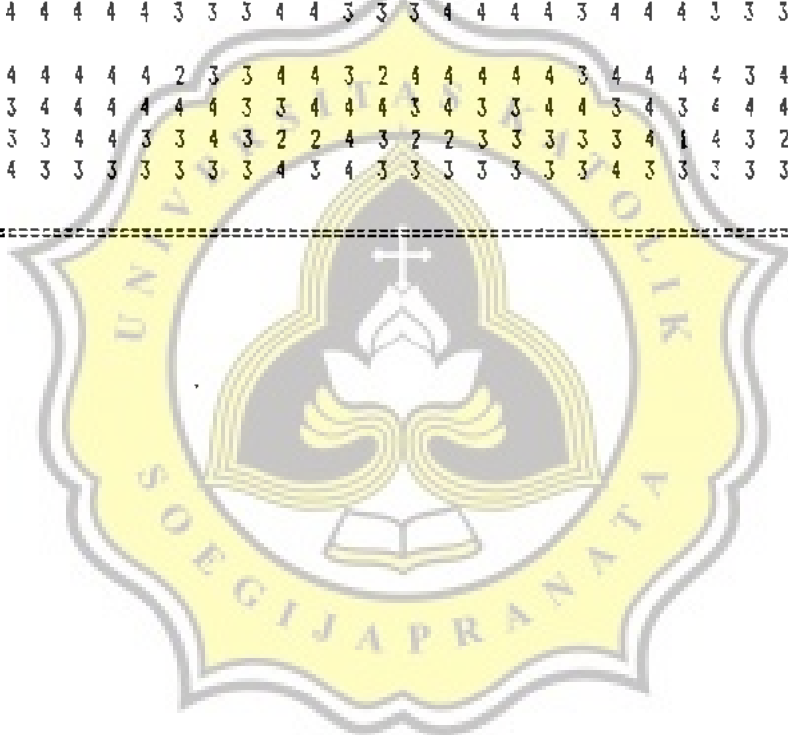 4 4 4 4 4 3 3 3 4 4 3 3 3 4 4 4 4 3 4 4 4 3 3 3
4 4 4 4 4 2 3 3 4 4 3 2 4 4 4 4 4 3 4 4 4 4 3 4
3 4 4 4 4 4 4 3 3 4 4 4 3 4 3 3 4 4 3 4 3 4 4 4
3 3 4 4 3 3 4 3 2 2 4 3 2 2 3 3 3 3 3 4 4 3 2
4 3 3 3 3 3 3 3 4 3 4 3 3 3 3 3 3 3 4 3 3 3 3 3
UNIVERSITAS KATOLIK
SOEGIJAPRANATA